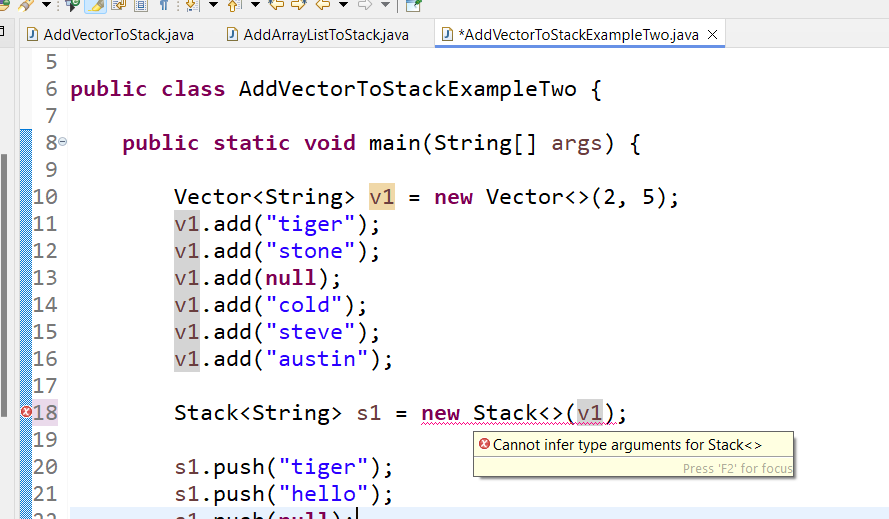 AddVectorToStack.java AddArrayListToStack.java *AddVectorToStackExampleTwo.java
5
6 public class AddVectorToStackExampleTwo {
7
8 public static void main(String[] args) {
9
10 Vector<String> v1 = new Vector<>(2, 5);
11 v1.add("tiger");
12 v1.add("stone");
13 v1.add(null);
14 v1.add("cold");
15 v1.add("steve");
16 v1.add("austin");
17
18 Stack<String> s1 = new Stack<>(v1);
19
Cannot infer type arguments for Stack<>
Press 'F2' for focus
20 s1.push("tiger");
21 s1.push("hello");
22 s1.push(null);